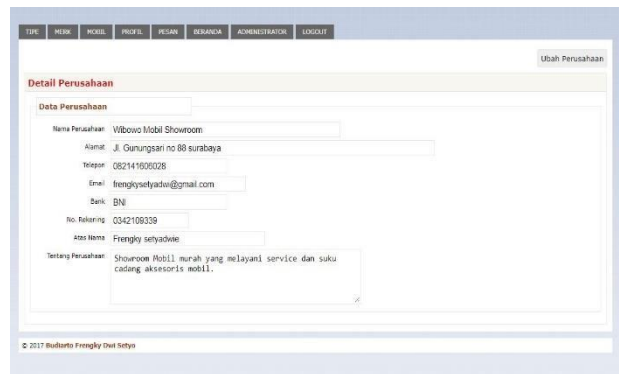 TIPE MERK MOBIL PROFIL PESAN BERANDA ADMINISTRATOR LOGOUT
Ubah Perusahaan
Detail Perusahaan
Data Perusahaan
Nama Perusahaan Wibowo Mobil Showroom
Alamat Jl. Gunungsari no 88 surabaya
Telepon 082141606028
Email frengkysetyadwi@gmail.com
Bank BNI
No. Rekening 0342109339
Atas Nama Frengky setyadwie
Tentang Perusahaan Showroom Mobil murah yang melayani service dan suku
cadang aksesoris mobil.
© 2017 Budiarto Frengky Dwi Setyo